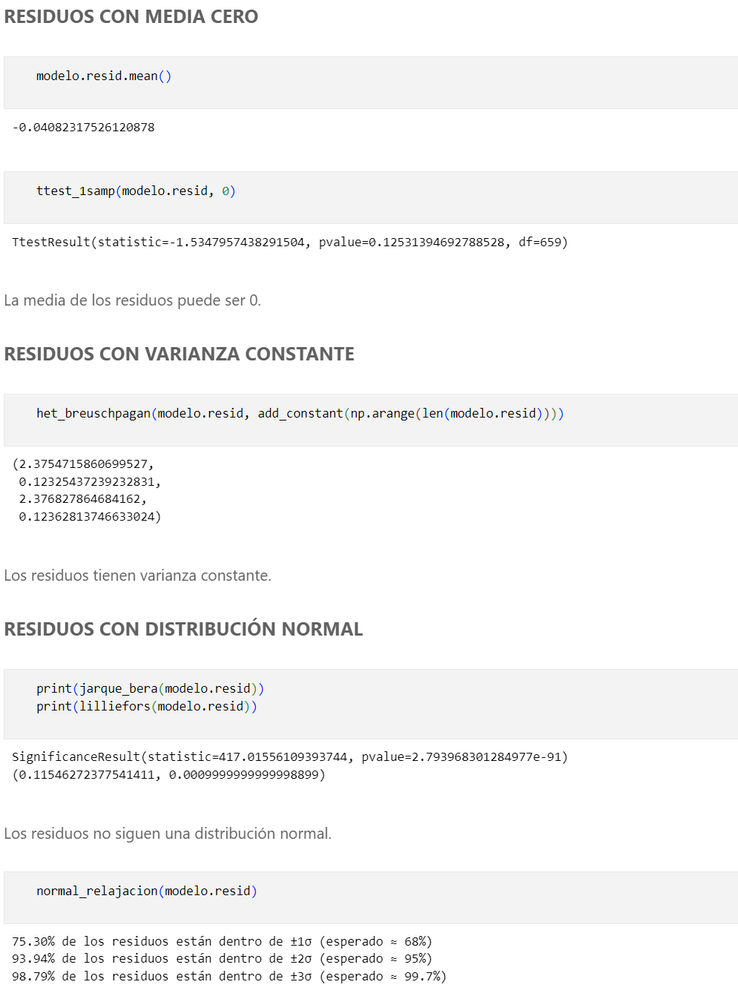 RESIDUOS CON MEDIA CERO
modelo.resid.mean()
-0.04082317526120878
ttest_1samp(modelo.resid, 0)
TtestResult(statistic=-1.5347957438291504, pvalue=0.12531394692788528, df=659)
La media de los residuos puede ser 0.
RESIDUOS CON VARIANZA CONSTANTE
het_breuschpagan(modelo.resid, add_constant(np.arange(len(modelo.resid))))
(2.3754715860699527,
0.12325437239232831,
2.376827864684162,
0.12362813746633024)
Los residuos tienen varianza constante.
RESIDUOS CON DISTRIBUCIÓN NORMAL
print(jarque_bera(modelo.resid))
print(lilliefors(modelo.resid))
SignificanceResult(statistic=417.01556109393744, pvalue=2.793968301284977e-91)
(0.11546272377541411, 0.0009999999999998899)
Los residuos no siguen una distribución normal.
normal_relajacion(modelo.resid)
75.30% de los residuos están dentro de ±1σ (esperado ≈ 68%)
93.94% de los residuos están dentro de ±2σ (esperado ≈ 95%)
98.79% de los residuos están dentro de ±3σ (esperado ≈ 99.7%)